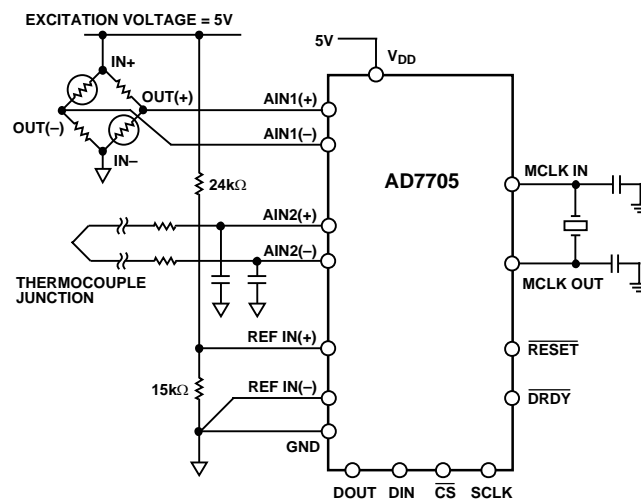 EXCITATION VOLTAGE = 5V
5V
V_DD
IN+
OUT(+)
AIN1(+)
OUT(–)
AIN1(–)
IN–
AD7705
MCLK IN
24kΩ
AIN2(+)
AIN2(–)
THERMOCOUPLE
JUNCTION
MCLK OUT
REF IN(+)
RESET
15kΩ
REF IN(–)
DRDY
GND
DOUT DIN CS SCLK